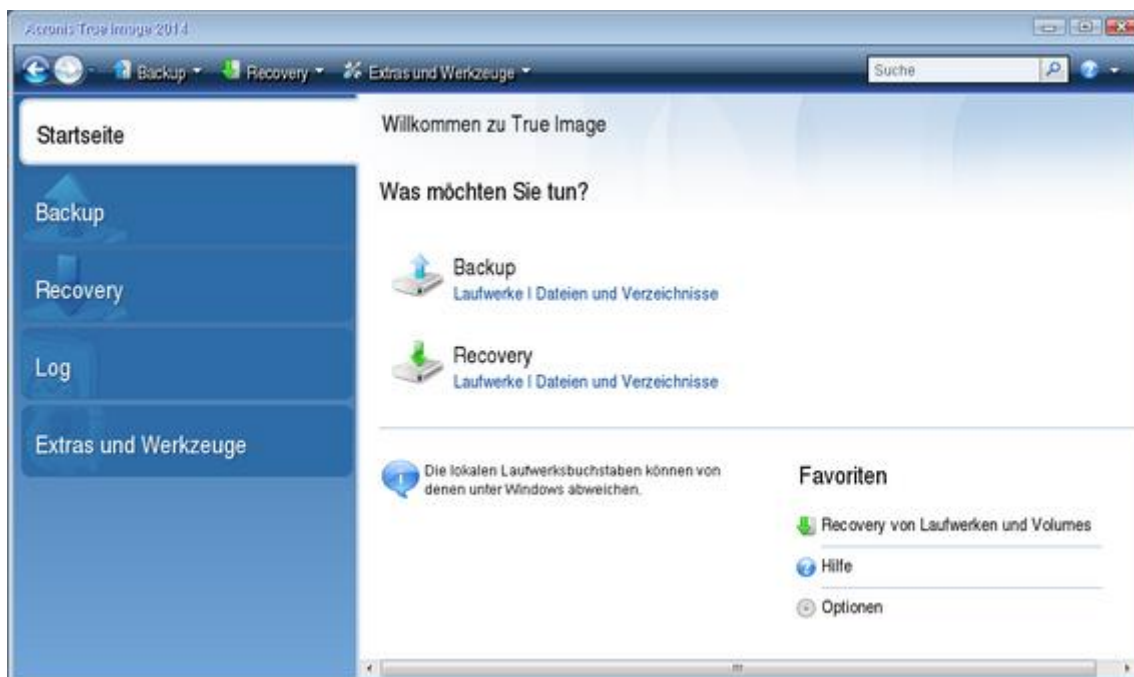 Acronis True Image 2014
Backup Recovery Extras und Werkzeuge Suche
Startseite
Backup
Recovery
Log
Extras und Werkzeuge
Willkommen zu True Image
Was möchten Sie tun?
Backup
Laufwerke | Dateien und Verzeichnisse
Recovery
Laufwerke | Dateien und Verzeichnisse
Die lokalen Laufwerksbuchstaben können von
denen unter Windows abweichen.
Favoriten
Recovery von Laufwerken und Volumes
Hilfe
Optionen